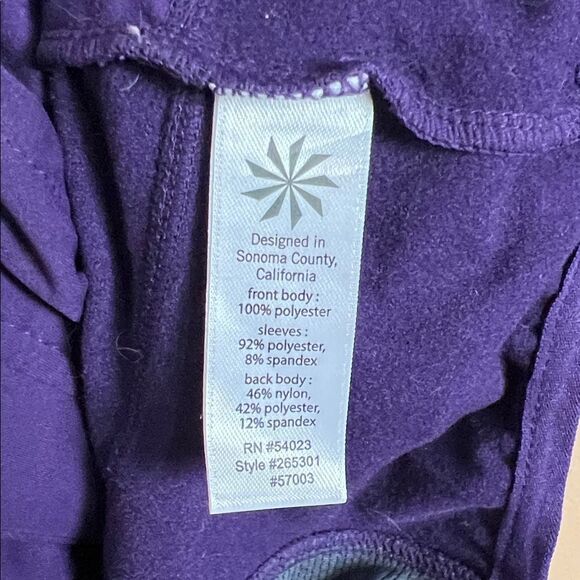 Designed in
Sonoma County,
California
front body :
100% polyester
sleeves :
92% polyester,
8% spandex
back body :
46% nylon,
42% polyester,
12% spandex
RN #54023
Style #265301
#57003